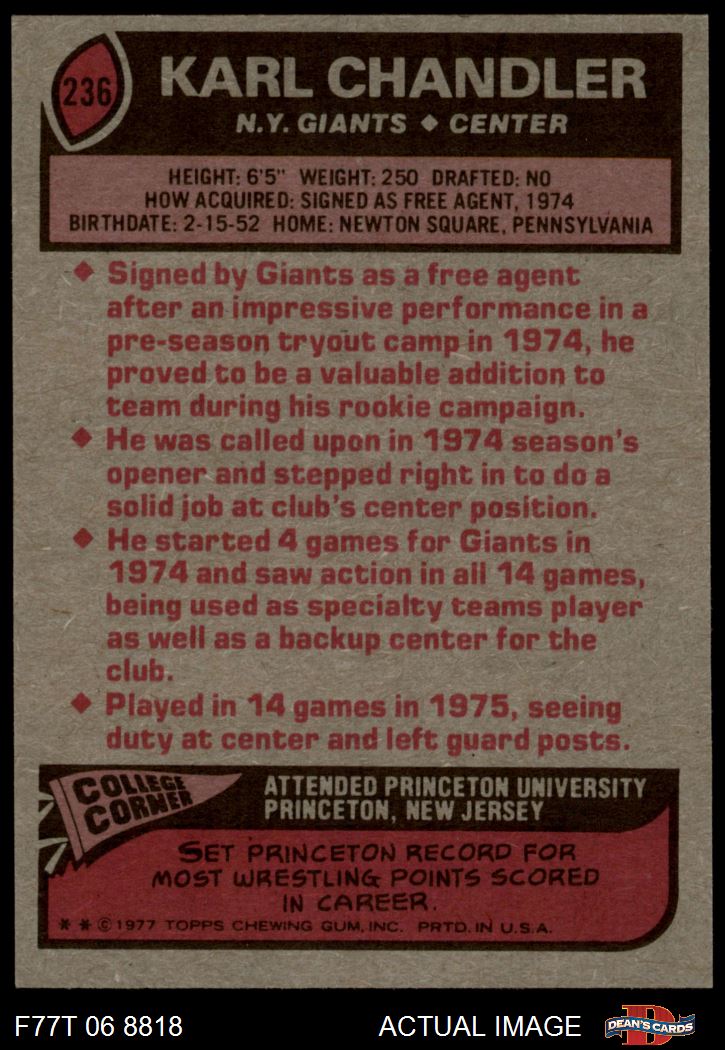 236
KARL CHANDLER
N.Y. GIANTS ◆ CENTER
HEIGHT: 6'5" WEIGHT: 250 DRAFTED: NO
HOW ACQUIRED: SIGNED AS FREE AGENT, 1974
BIRTHDATE: 2-15-52 HOME: NEWTON SQUARE, PENNSYLVANIA
◆ Signed by Giants as a free agent
after an impressive performance in a
pre-season tryout camp in 1974, he
proved to be a valuable addition to
team during his rookie campaign.
◆ He was called upon in 1974 season's
opener and stepped right in to do a
solid job at club's center position.
◆ He started 4 games for Giants in
1974 and saw action in all 14 games,
being used as specialty teams player
as well as a backup center for the
club.
◆ Played in 14 games in 1975, seeing
duty at center and left guard posts.
COLLEGE
CORNER
ATTENDED PRINCETON UNIVERSITY
PRINCETON, NEW JERSEY
SET PRINCETON RECORD FOR
MOST WRESTLING POINTS SCORED
IN CAREER.
* * © 1977 TOPPS CHEWING GUM, INC. PRTD. IN U.S.A.
F77T 06 8818 ACTUAL IMAGE
DEAN'S CARDS